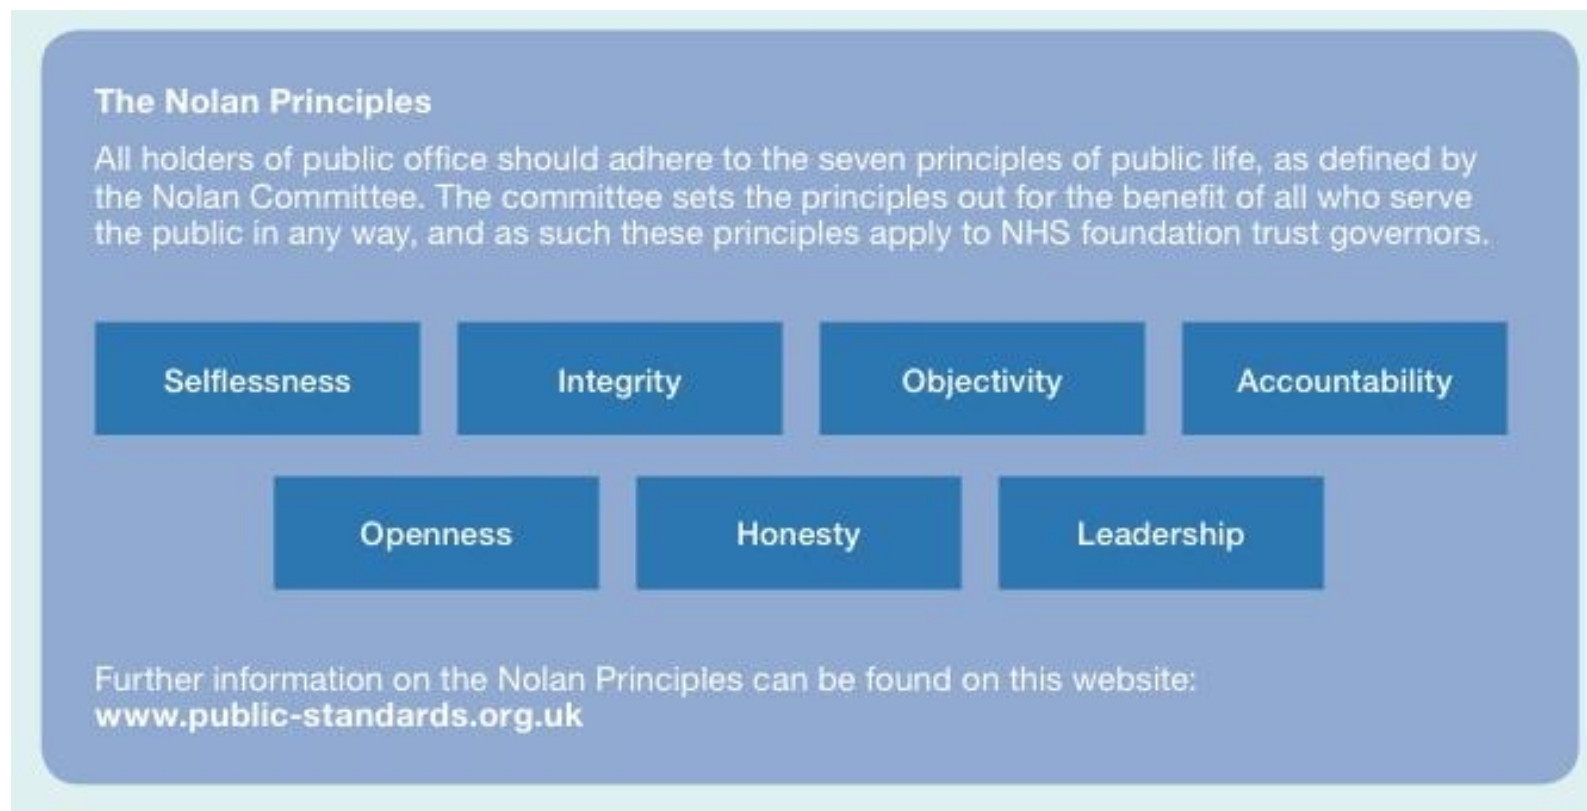 The Nolan Principles
All holders of public office should adhere to the seven principles of public life, as defined by
the Nolan Committee. The committee sets the principles out for the benefit of all who serve
the public in any way, and as such these principles apply to NHS foundation trust governors.
Selflessness
Integrity
Objectivity
Accountability
Openness
Honesty
Leadership
Further information on the Nolan Principles can be found on this website:
www.public-standards.org.uk